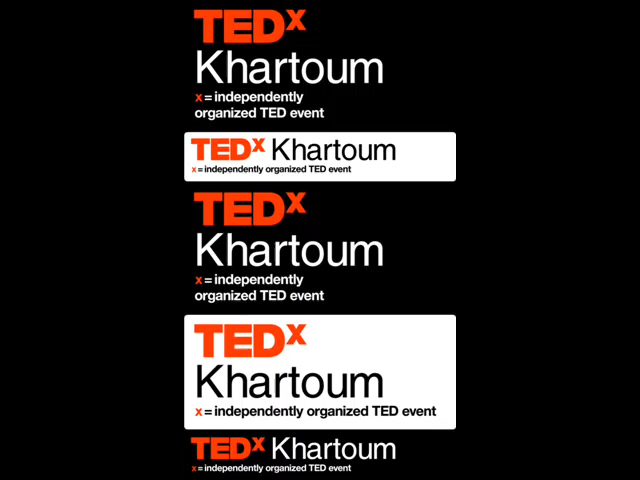 TEDx
Khartoum
x = independently
organized TED event
TEDx Khartoum
x = independently organized TED event
TEDx
Khartoum
x = independently
organized TED event
TEDx
Khartoum
x = independently organized TED event
TEDx Khartoum
x = independently organized TED event